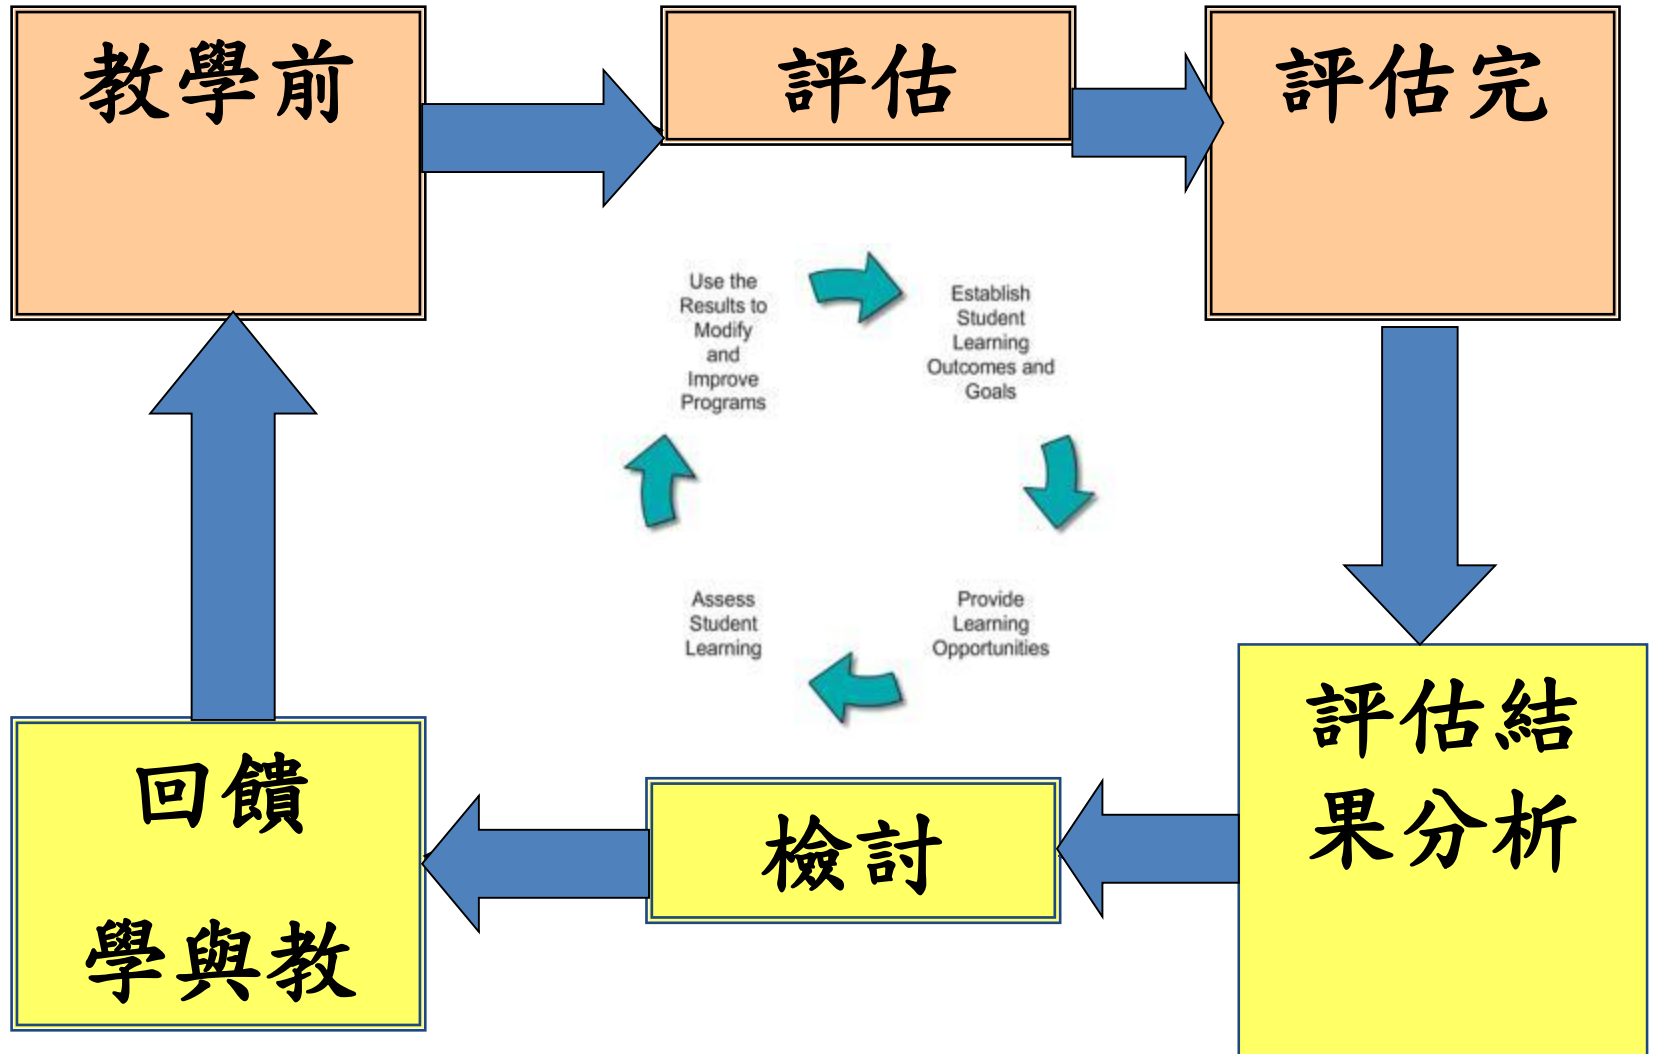 教學前
評估
評估完
Use the
Results to
Modify
and
Improve
Programs
Establish
Student
Learning
Outcomes and
Goals
Assess
Student
Learning
Provide
Learning
Opportunities
評估結
果分析
檢討
回饋
學與教